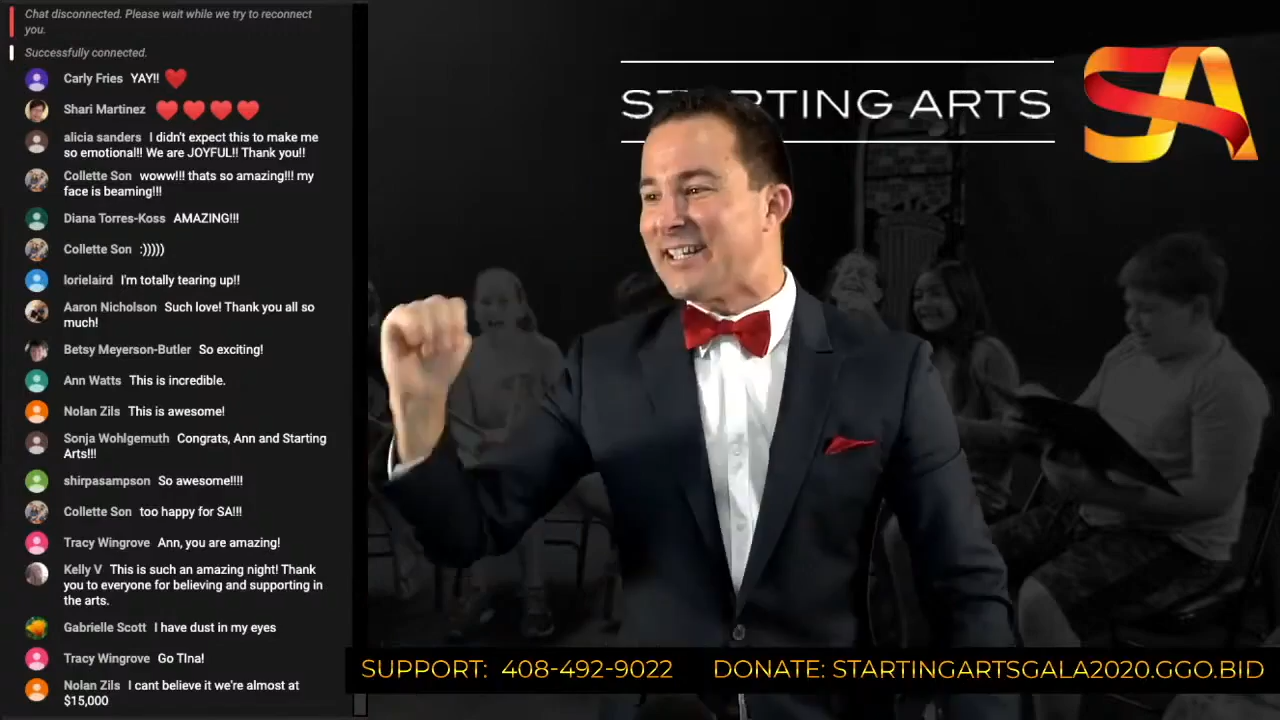 Chat disconnected. Please wait while we try to reconnect
you.
Successfully connected.
Carly Fries YAY!! ❤️
Shari Martinez ❤️❤️❤️❤️
alicia sanders I didn't expect this to make me
so emotional!! We are JOYFUL!! Thank you!!
Collette Son woww!!! thats so amazing!!! my
face is beaming!!!
Diana Torres-Koss AMAZING!!!
Collette Son :)))))
lorielaird I'm totally tearing up!!
Aaron Nicholson Such love! Thank you all so
much!
Betsy Meyerson-Butler So exciting!
Ann Watts This is incredible.
Nolan Zils This is awesome!
Sonja Wohlgemuth Congrats, Ann and Starting
Arts!!!
shirpasampson So awesome!!!!
Collette Son too happy for SA!!!
Tracy Wingrove Ann, you are amazing!
Kelly V This is such an amazing night! Thank
you to everyone for believing and supporting in
the arts.
Gabrielle Scott I have dust in my eyes
Tracy Wingrove Go TIna!
Nolan Zils I cant believe it we're almost at
$15,000
STARTING ARTS
SA
SUPPORT: 408-492-9022 DONATE: STARTINGARTSGALA2020.GGO.BID